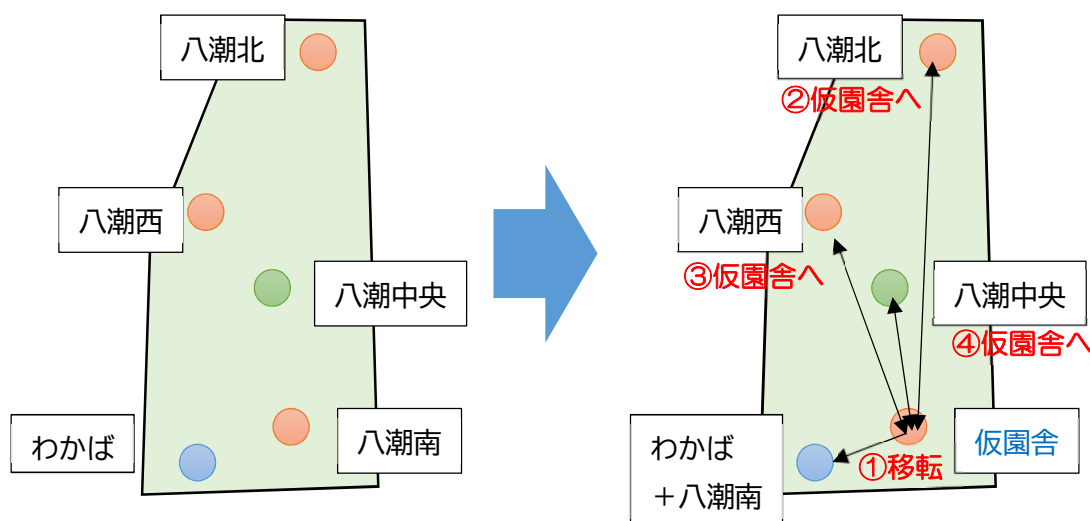 八潮北
八潮西
八潮中央
わかば
八潮南
八潮北
②仮園舎へ
八潮西
③仮園舎へ
八潮中央
④仮園舎へ
わかば
＋八潮南
①移転
仮園舎